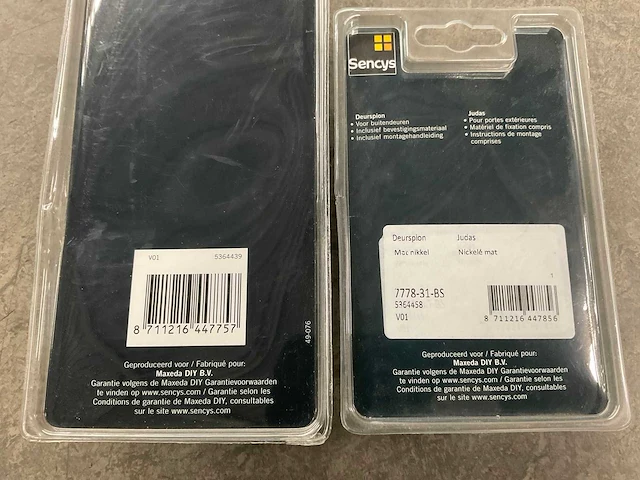 V01 5364439
8 711216 447757
49-076
Geproduceerd voor / Fabriqué pour:
Maxeda DIY B.V.
Garantie volgens de Maxeda DIY Garantievoorwaarden
te vinden op www.sencys.com / Garantie selon les
Conditions de garantie de Maxeda DIY, consultables
sur le site www.sencys.com
Sencys
Deurspion
• Voor buitendeuren
• Inclusief bevestigingsmateriaal
• Inclusief montagehandleiding
Judas
• Pour portes extérieures
• Matériel de fixation compris
• Instructions de montage
comprises
Deurspion Judas
Mat nikkel Nickelé mat
1
7778-31-BS
5364458
V01
8 711216 447856
Geproduceerd voor / Fabriqué pour:
Maxeda DIY B.V.
Garantie volgens de Maxeda DIY Garantievoorwaarden
te vinden op www.sencys.com / Garantie selon les
Conditions de garantie de Maxeda DIY, consultables
sur le site www.sencys.com